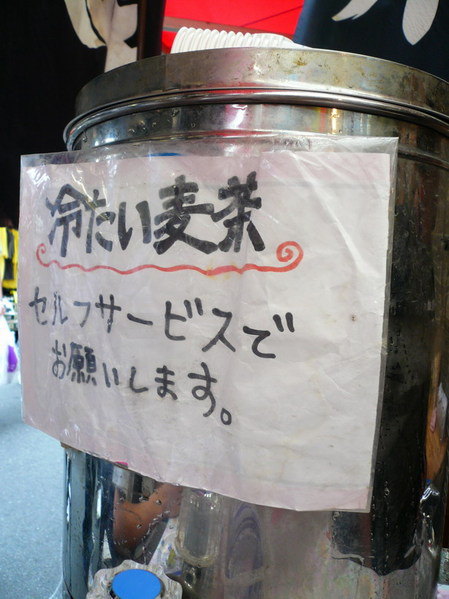 冷たい麦茶
セルフサービスで
お願いします。